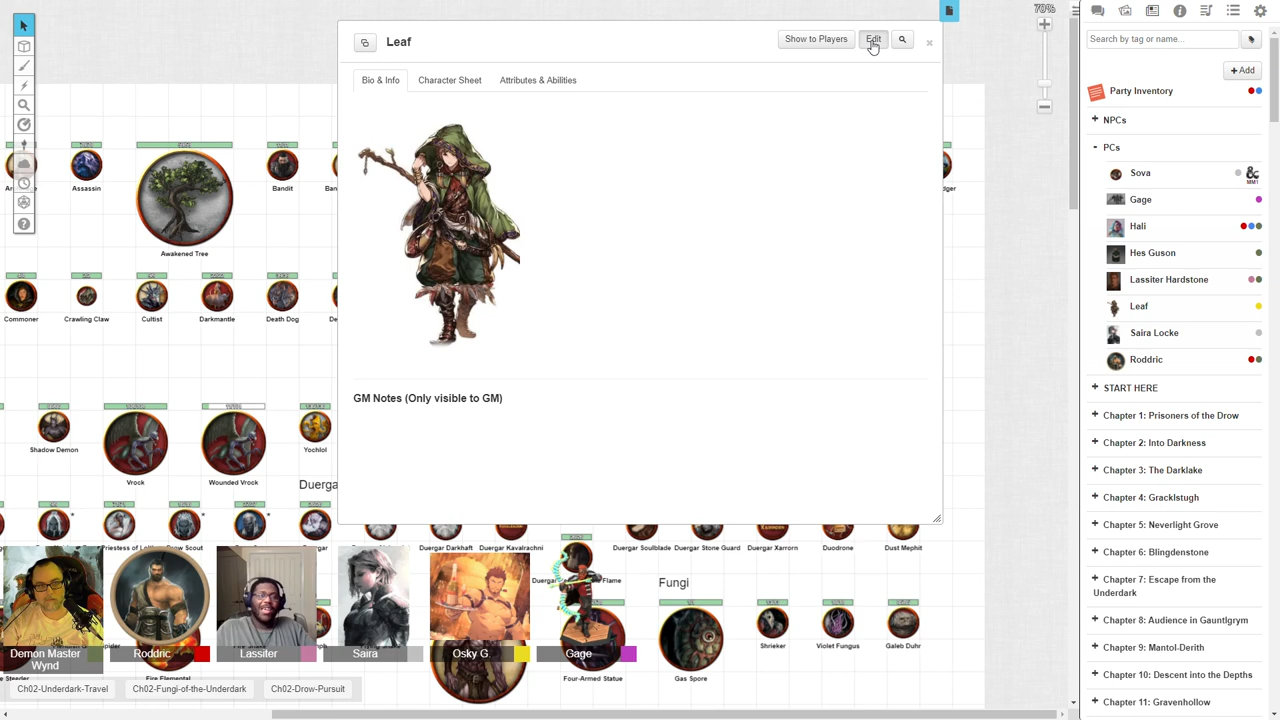 70%
Leaf
Show to Players
Edit
Bio & Info
Character Sheet
Attributes & Abilities
GM Notes (Only visible to GM)
Search by tag or name...
+ Add
Party Inventory
NPCs
PCs
Sova
Gage
Hali
Hes Guson
Lassiter Hardstone
Leaf
Saira Locke
Roddric
START HERE
Chapter 1: Prisoners of the Drow
Chapter 2: Into Darkness
Chapter 3: The Darklake
Chapter 4: Gracklstugh
Chapter 5: Neverlight Grove
Chapter 6: Blingdenstone
Chapter 7: Escape from the
Underdark
Chapter 8: Audience in Gauntlgrym
Chapter 9: Mantol-Derith
Chapter 10: Descent into the Depths
Chapter 11: Gravenhollow
Assassin
Awakened Tree
Bandit
Commoner
Crawling Claw
Cultist
Darkmantle
Death Dog
Shadow Demon
Vrock
Wounded Vrock
Yochlol
Duerga
Duergar Darkhaft
Duergar Kavalrachni
Duergar Soulblade
Duergar Stone Guard
Duergar Xarrorn
Duodrone
Dust Mephit
Fungi
Four-Armed Statue
Gas Spore
Shrieker
Violet Fungus
Galeb Duhr
Fire Elemental
Demon Master
Wynd
Roddric
Lassiter
Saira
Osky G.
Gage
Ch02-Underdark-Travel
Ch02-Fungi-of-the-Underdark
Ch02-Drow-Pursuit